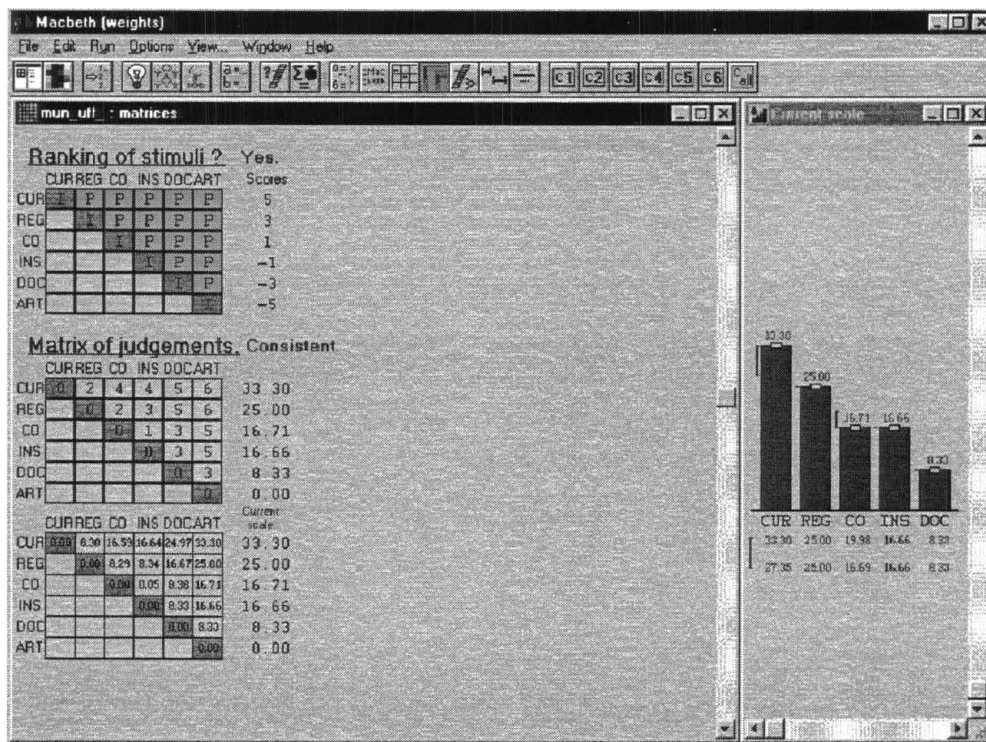 Macbeth (weights)
File Edit Run Options View... Window Help
C1 C2 C3 C4 C5 C6 Call
mun_utl_ : matrices
Current scale
Ranking of stimuli ? Yes.
CUR REG CO INS DOC ART Scores
CUR I P P P P P 5
REG I P P P P 3
CO I P P P 1
INS I P P -1
DOC I P -3
ART I -5
Matrix of judgements. Consistent
CUR REG CO INS DOC ART
CUR 0 2 4 4 5 6 33.30
REG 0 2 3 5 6 25.00
CO 0 1 3 5 16.71
INS 0 3 5 16.66
DOC 0 3 8.33
ART 0 0.00
Current
CUR REG CO INS DOC ART scale
CUR 0.00 8.30 16.59 16.64 24.97 33.30 33.30
REG 0.00 8.29 8.34 16.67 25.00 25.00
CO 0.00 0.05 8.38 16.71 16.71
INS 0.00 8.33 16.66 16.66
DOC 0.00 8.33 8.33
ART 0.00 0.00
33.30
25.00
16.71 16.66
8.33
CUR REG CO INS DOC
33.30 25.00 19.98 16.66 8.33
27.35 25.00 16.69 16.66 8.33